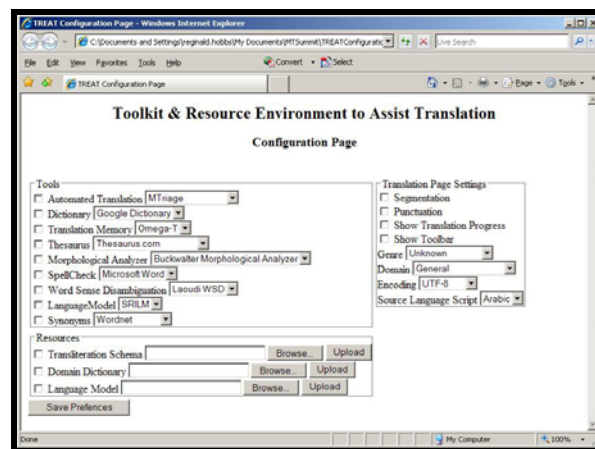 TREAT Configuration Page - Windows Internet Explorer
C:\Documents and Settings\reginald.hobbs\My Documents\MTSummit\TREATConfiguratic
Live Search
File Edit View Favorites Tools Help
Convert Select
TREAT Configuration Page
Page Tools
Toolkit & Resource Environment to Assist Translation
Configuration Page
Tools
Automated Translation MTriage
Dictionary Google Dictionary
Translation Memory Omega-T
Thesaurus Thesaurus.com
Morphological Analyzer Buckwalter Morphological Analyzer
SpellCheck Microsoft Word
Word Sense Disambiguation Laoudi WSD
LanguageModel SRILM
Synonyms Wordnet
Translation Page Settings
Segmentation
Punctuation
Show Translation Progress
Show Toolbar
Genre Unknown
Domain General
Encoding UTF-8
Source Language Script Arabic
Resources
Transliteration Schema Browse... Upload
Domain Dictionary Browse... Upload
Language Model Browse... Upload
Save Prefences
Done My Computer 100%